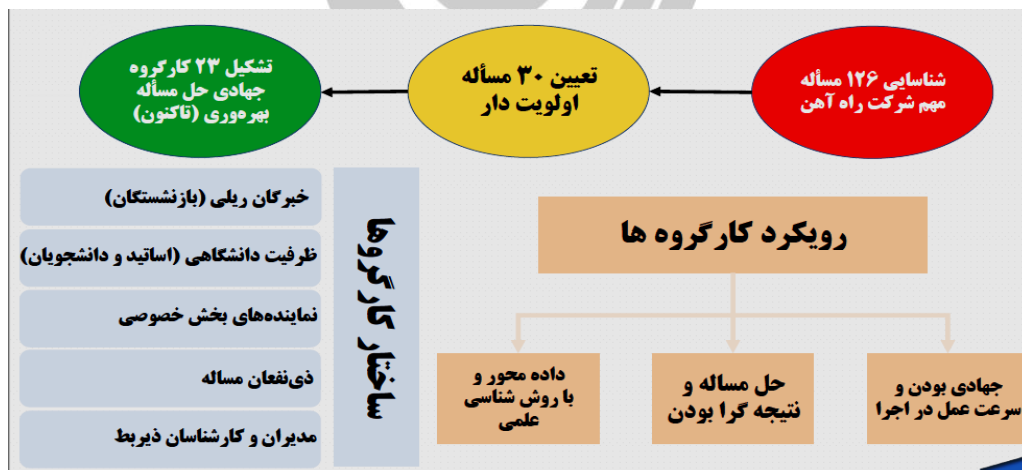 شناسایی ۱۲۶ مسأله
مهم شرکت راه آهن
تعیین ۳۰ مسأله
اولویت دار
تشکیل ۲۳ کارگروه
جهادی حل مسأله
بهره‌وری (تاکنون)
رویکرد کارگروه ها
جهادی بودن و
سرعت عمل در اجرا
حل مساله و
نتیجه گرا بودن
داده محور و
با روش شناسی
علمی
ساختار کارگروها
خبرگان ریلی (بازنشستگان)
ظرفیت دانشگاهی (اساتید و دانشجویان)
نماینده‌های بخش خصوصی
ذی‌نفعان مساله
مدیران و کارشناسان ذیربط